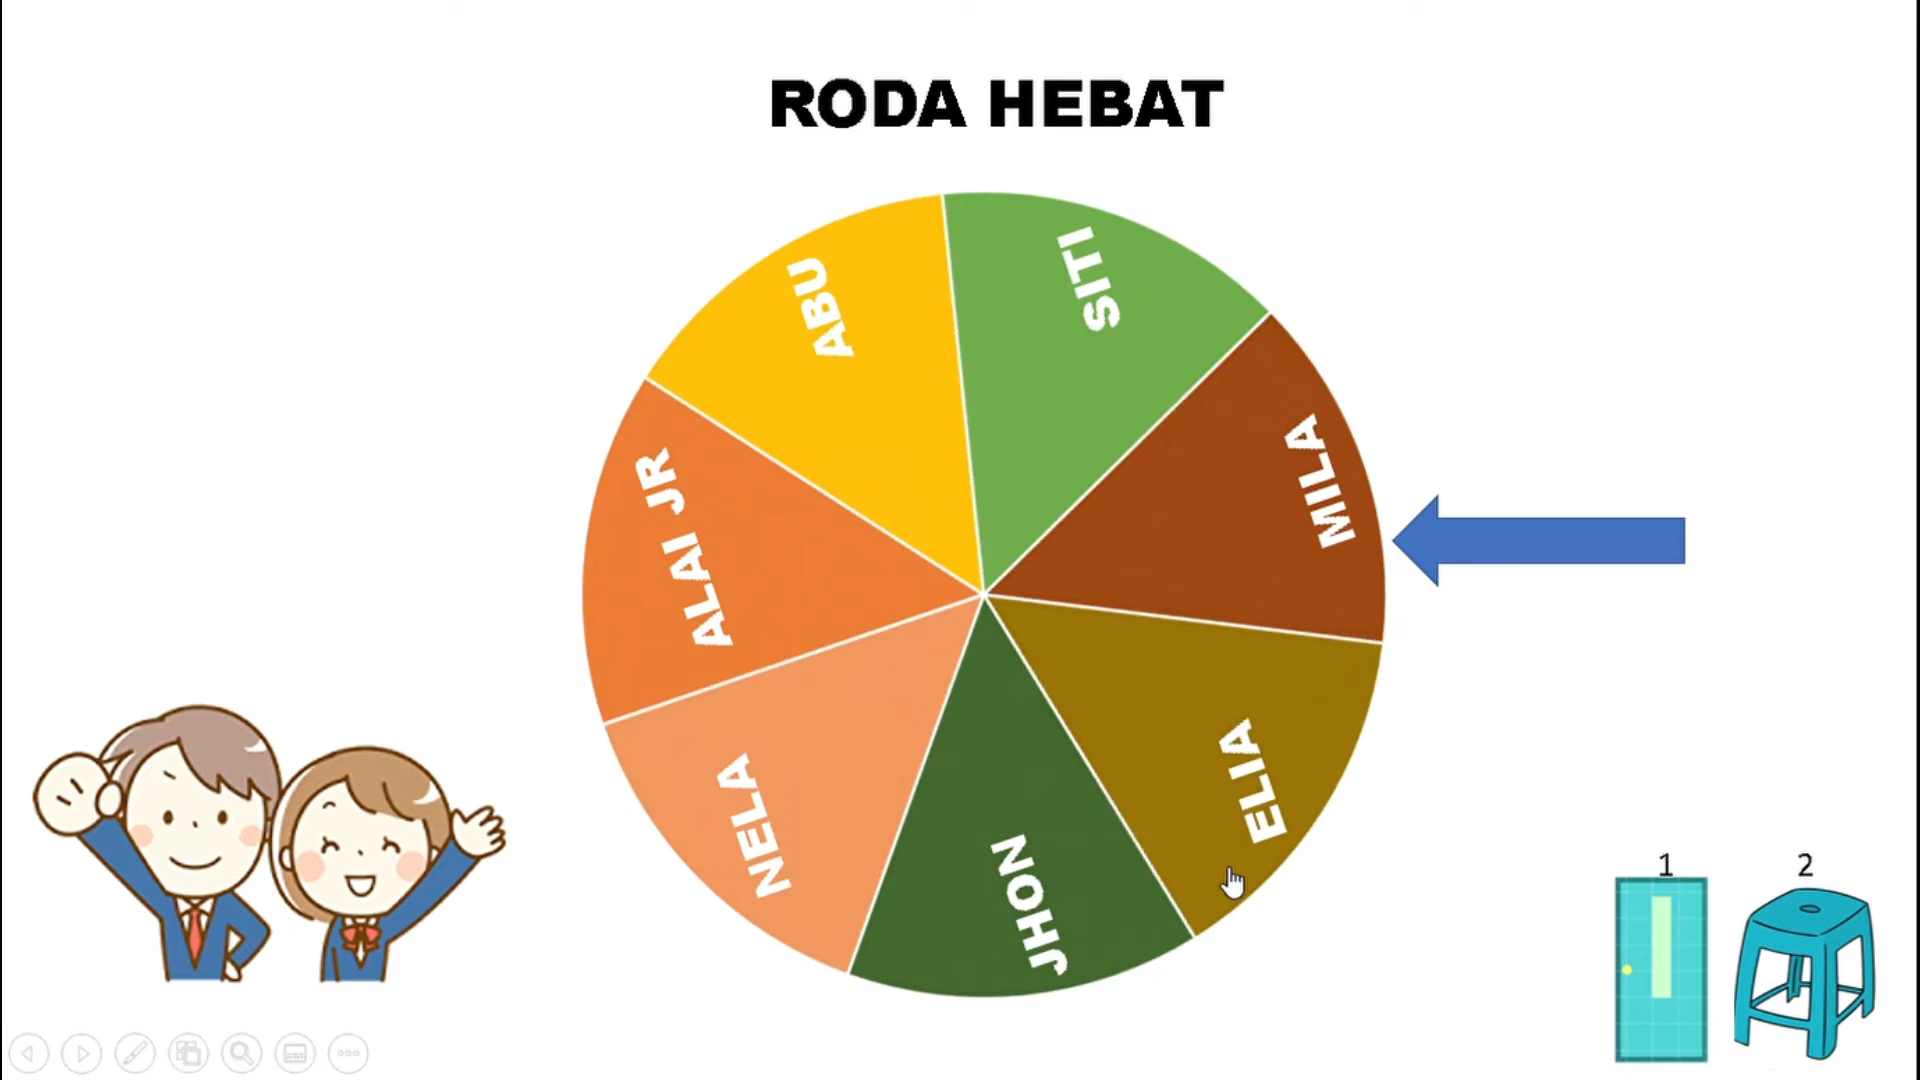 RODA HEBAT
ABU
SITI
MILA
ALAI JR
ELIA
NELA
JHON
1
2